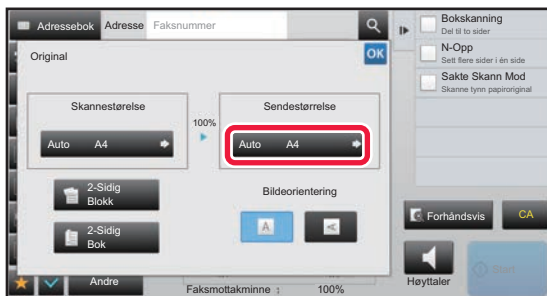 Adressebok Adresse Faksnummer
Original
OK
Skannestørelse
100%
Sendestørrelse
Auto A4
Auto A4
2-Sidig
Blokk
2-Sidig
Bok
Bildeorientering
A
A
Andre
Faksmottakminne : 100%
Bokskanning
Del til to sider
N-Opp
Sett flere sider i én side
Sakte Skann Mod
Skanne tynn papiroriginal
Forhåndsvis
CA
Høyttaler
Start